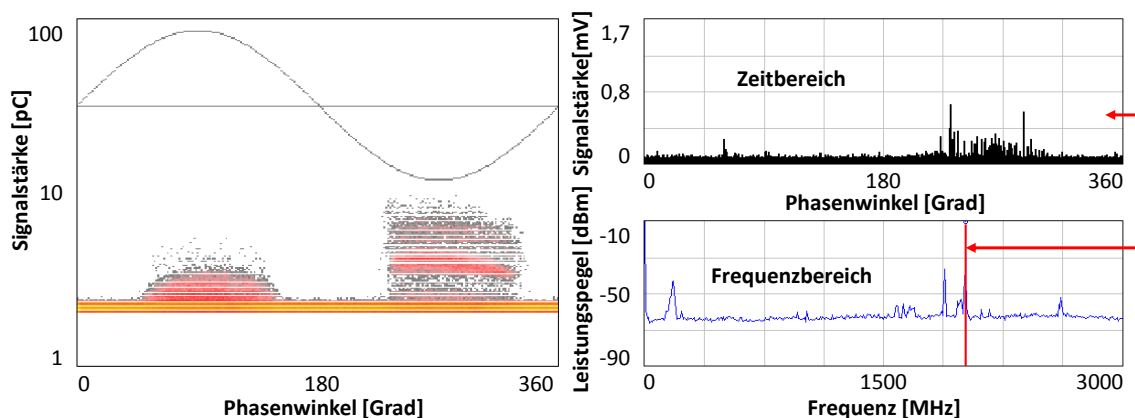 Signalstärke [pC]
100
10
1
0
180
360
Phasenwinkel [Grad]
Signalstärke[mV]
1,7
0,8
0
Zeitbereich
0
180
360
Phasenwinkel [Grad]
Leistungspegel [dBm]
-10
-50
-90
Frequenzbereich
0
1500
3000
Frequenz [MHz]